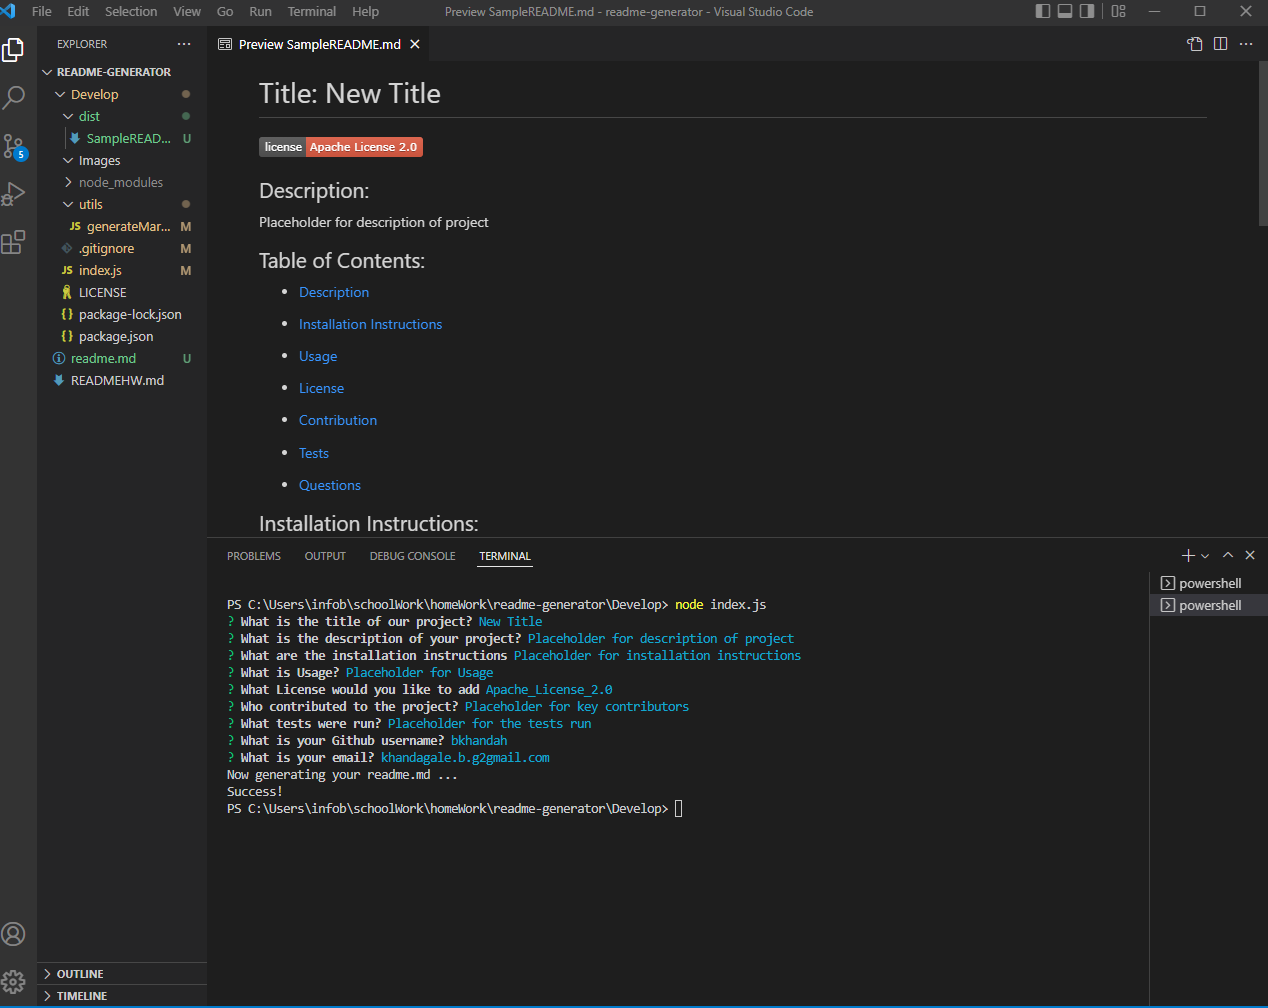 File Edit Selection View Go Run Terminal Help Preview SampleREADME.md - readme-generator - Visual Studio Code
EXPLORER
README-GENERATOR
Develop
dist
SampleREAD... U
Images
node_modules
utils
JS generateMar... M
.gitignore M
JS index.js M
LICENSE
{} package-lock.json
{} package.json
readme.md U
READMEHW.md
5
OUTLINE
TIMELINE
Preview SampleREADME.md
Title: New Title
license Apache License 2.0
Description:
Placeholder for description of project
Table of Contents:
• Description
• Installation Instructions
• Usage
• License
• Contribution
• Tests
• Questions
Installation Instructions:
PROBLEMS OUTPUT DEBUG CONSOLE TERMINAL
PS C:\Users\infob\schoolWork\homeWork\readme-generator\Develop> node index.js
? What is the title of our project? New Title
? What is the description of your project? Placeholder for description of project
? What are the installation instructions Placeholder for installation instructions
? What is Usage? Placeholder for Usage
? What License would you like to add Apache_License_2.0
? Who contributed to the project? Placeholder for key contributors
? What tests were run? Placeholder for the tests run
? What is your Github username? bkhandah
? What is your email? khandagale.b.g2gmail.com
Now generating your readme.md ...
Success!
PS C:\Users\infob\schoolWork\homeWork\readme-generator\Develop>
powershell
powershell